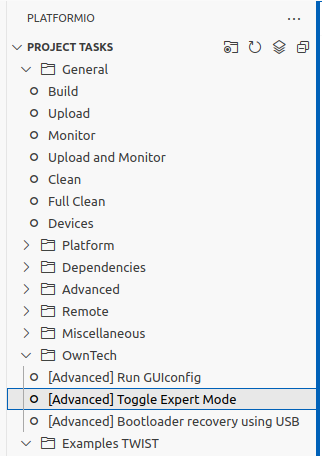 PLATFORMIO
PROJECT TASKS
General
Build
Upload
Monitor
Upload and Monitor
Clean
Full Clean
Devices
Platform
Dependencies
Advanced
Remote
Miscellaneous
OwnTech
[Advanced] Run GUIconfig
[Advanced] Toggle Expert Mode
[Advanced] Bootloader recovery using USB
Examples TWIST